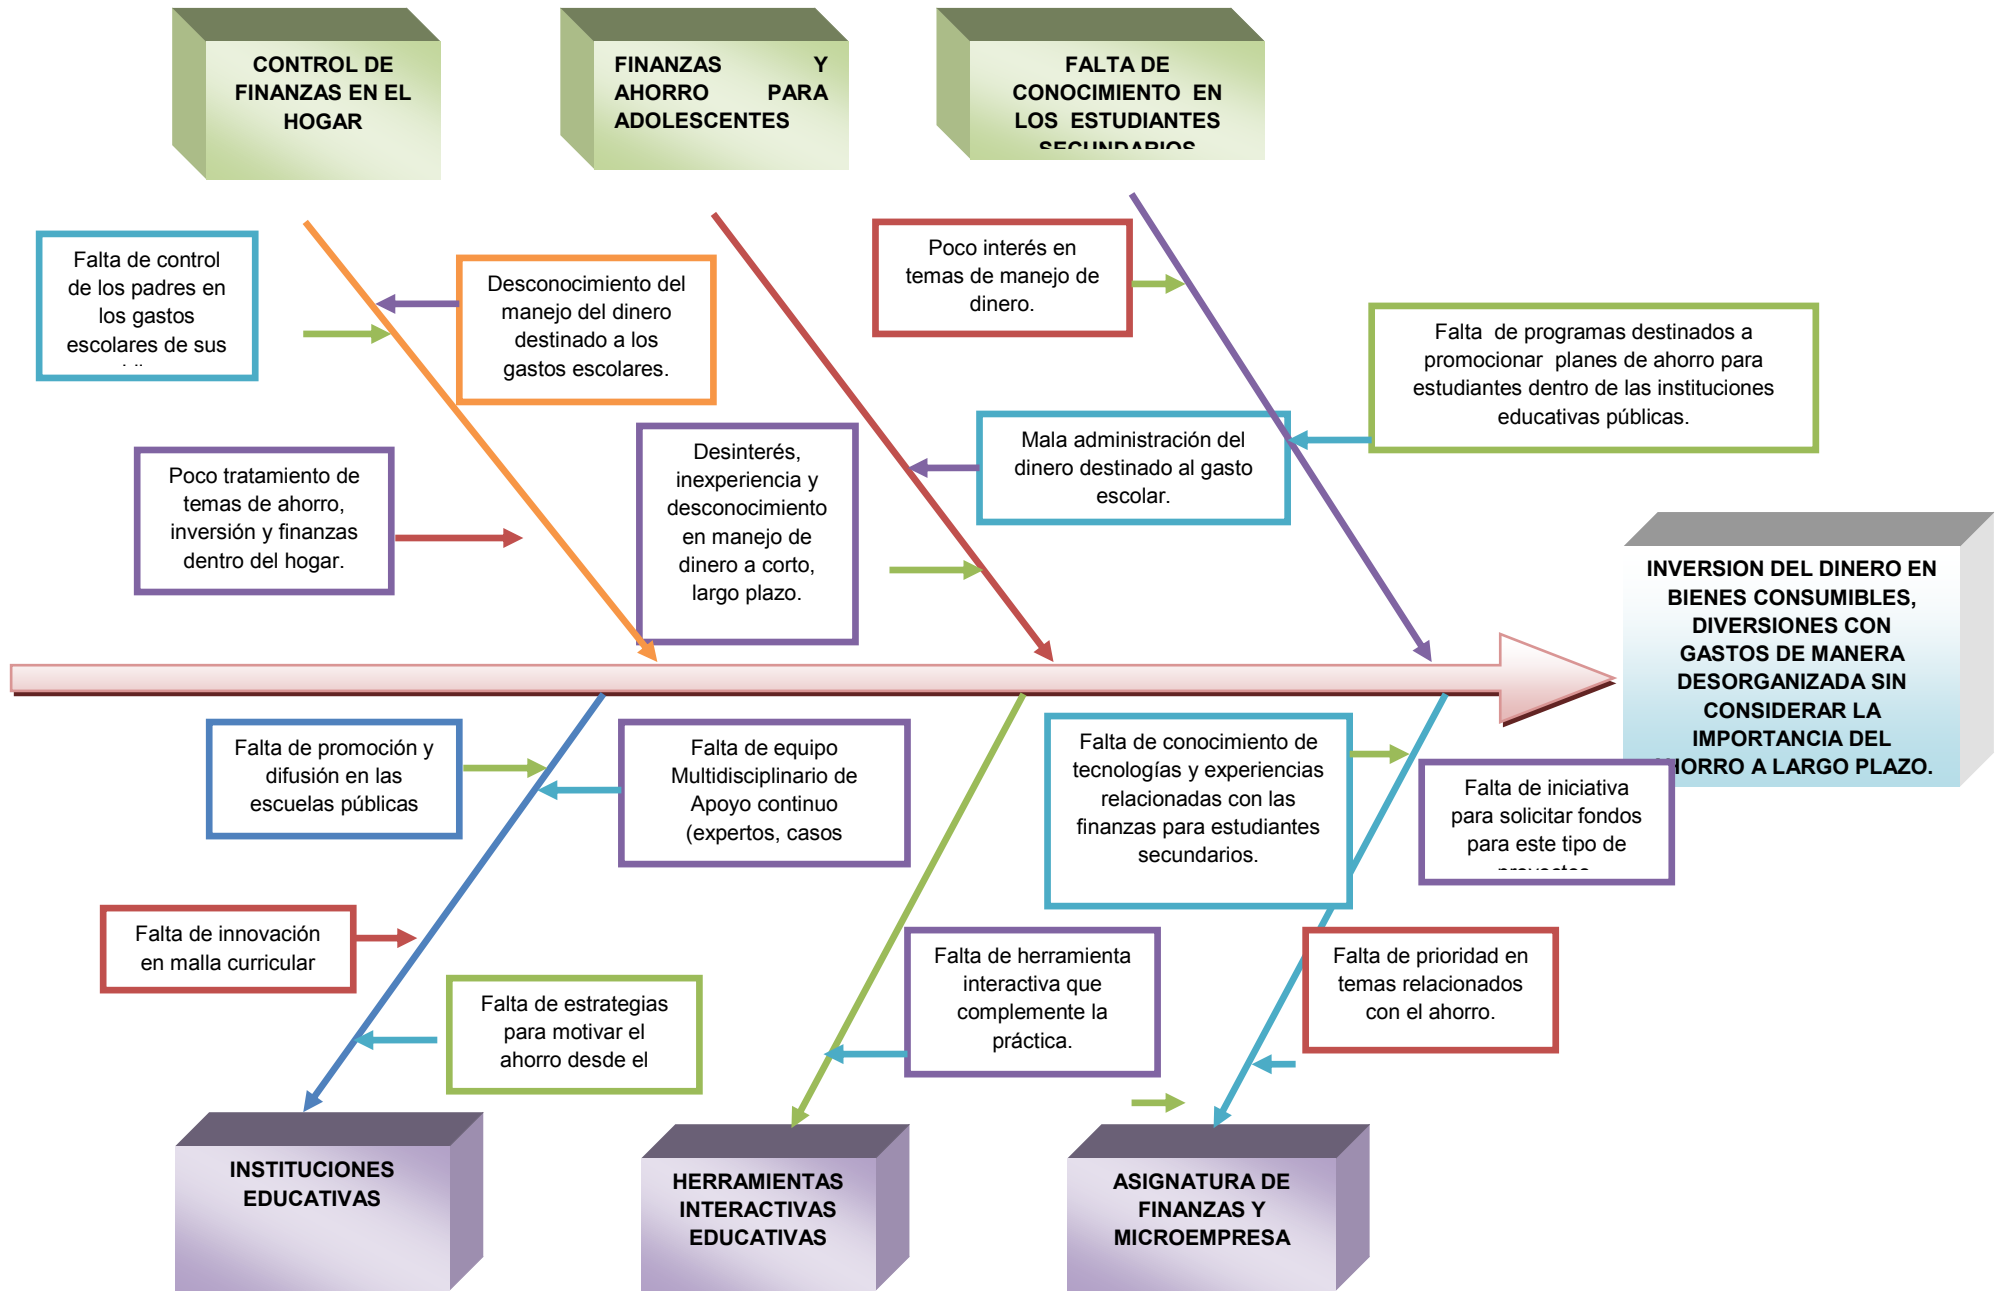 CONTROL DE
FINANZAS EN EL
HOGAR
FINANZAS Y
AHORRO PARA
ADOLESCENTES
FALTA DE
CONOCIMIENTO EN
LOS ESTUDIANTES
SECUNDARIOS
Falta de control
de los padres en
los gastos
escolares de sus
Desconocimiento del
manejo del dinero
destinado a los
gastos escolares.
Poco interés en
temas de manejo de
dinero.
Falta de programas destinados a
promocionar planes de ahorro para
estudiantes dentro de las instituciones
educativas públicas.
Poco tratamiento de
temas de ahorro,
inversión y finanzas
dentro del hogar.
Desinterés,
inexperiencia y
desconocimiento
en manejo de
dinero a corto,
largo plazo.
Mala administración del
dinero destinado al gasto
escolar.
INVERSION DEL DINERO EN
BIENES CONSUMIBLES,
DIVERSIONES CON
GASTOS DE MANERA
DESORGANIZADA SIN
CONSIDERAR LA
IMPORTANCIA DEL
AHORRO A LARGO PLAZO.
Falta de promoción y
difusión en las
escuelas públicas
Falta de equipo
Multidisciplinario de
Apoyo continuo
(expertos, casos
Falta de conocimiento de
tecnologías y experiencias
relacionadas con las
finanzas para estudiantes
secundarios.
Falta de iniciativa
para solicitar fondos
para este tipo de
proyectos
Falta de innovación
en malla curricular
Falta de estrategias
para motivar el
ahorro desde el
Falta de herramienta
interactiva que
complemente la
práctica.
Falta de prioridad en
temas relacionados
con el ahorro.
INSTITUCIONES
EDUCATIVAS
HERRAMIENTAS
INTERACTIVAS
EDUCATIVAS
ASIGNATURA DE
FINANZAS Y
MICROEMPRESA